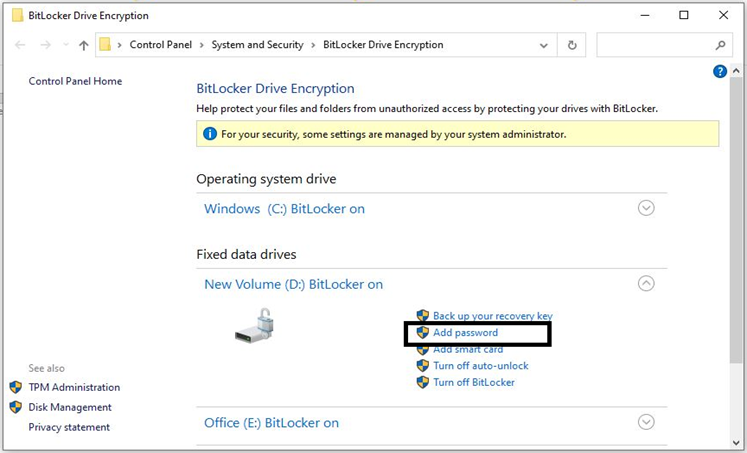 BitLocker Drive Encryption
Control Panel > System and Security > BitLocker Drive Encryption
Control Panel Home
BitLocker Drive Encryption
Help protect your files and folders from unauthorized access by protecting your drives with BitLocker.
For your security, some settings are managed by your system administrator.
Operating system drive
Windows (C:) BitLocker on
Fixed data drives
New Volume (D:) BitLocker on
Back up your recovery key
Add password
Add smart card
Turn off auto-unlock
Turn off BitLocker
Office (E:) BitLocker on
See also
TPM Administration
Disk Management
Privacy statement